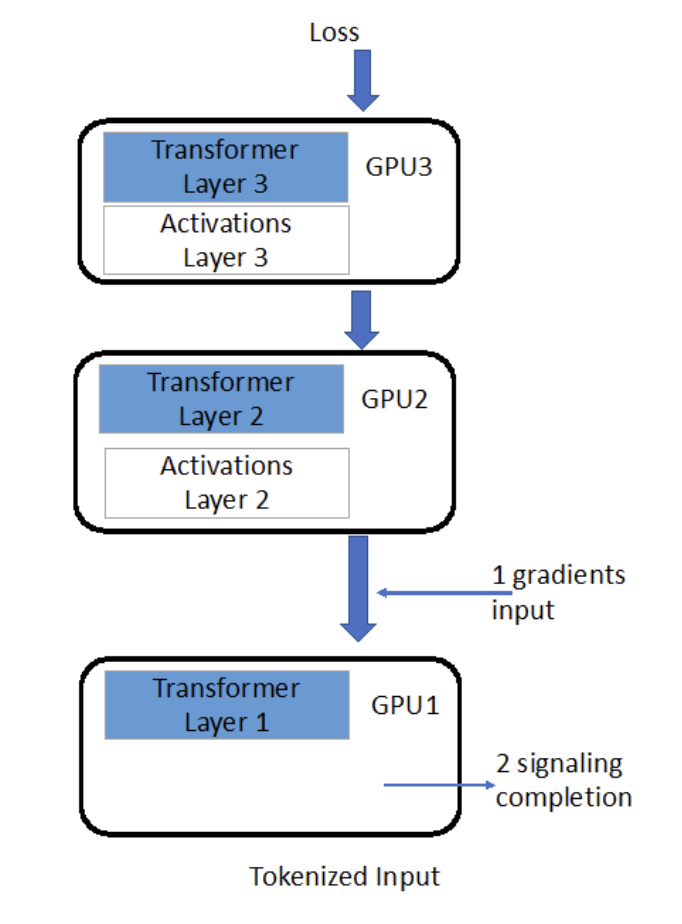 Loss
Transformer
Layer 3
GPU3
Activations
Layer 3
Transformer
Layer 2
GPU2
Activations
Layer 2
1 gradients
input
Transformer
Layer 1
GPU1
2 signaling
completion
Tokenized Input